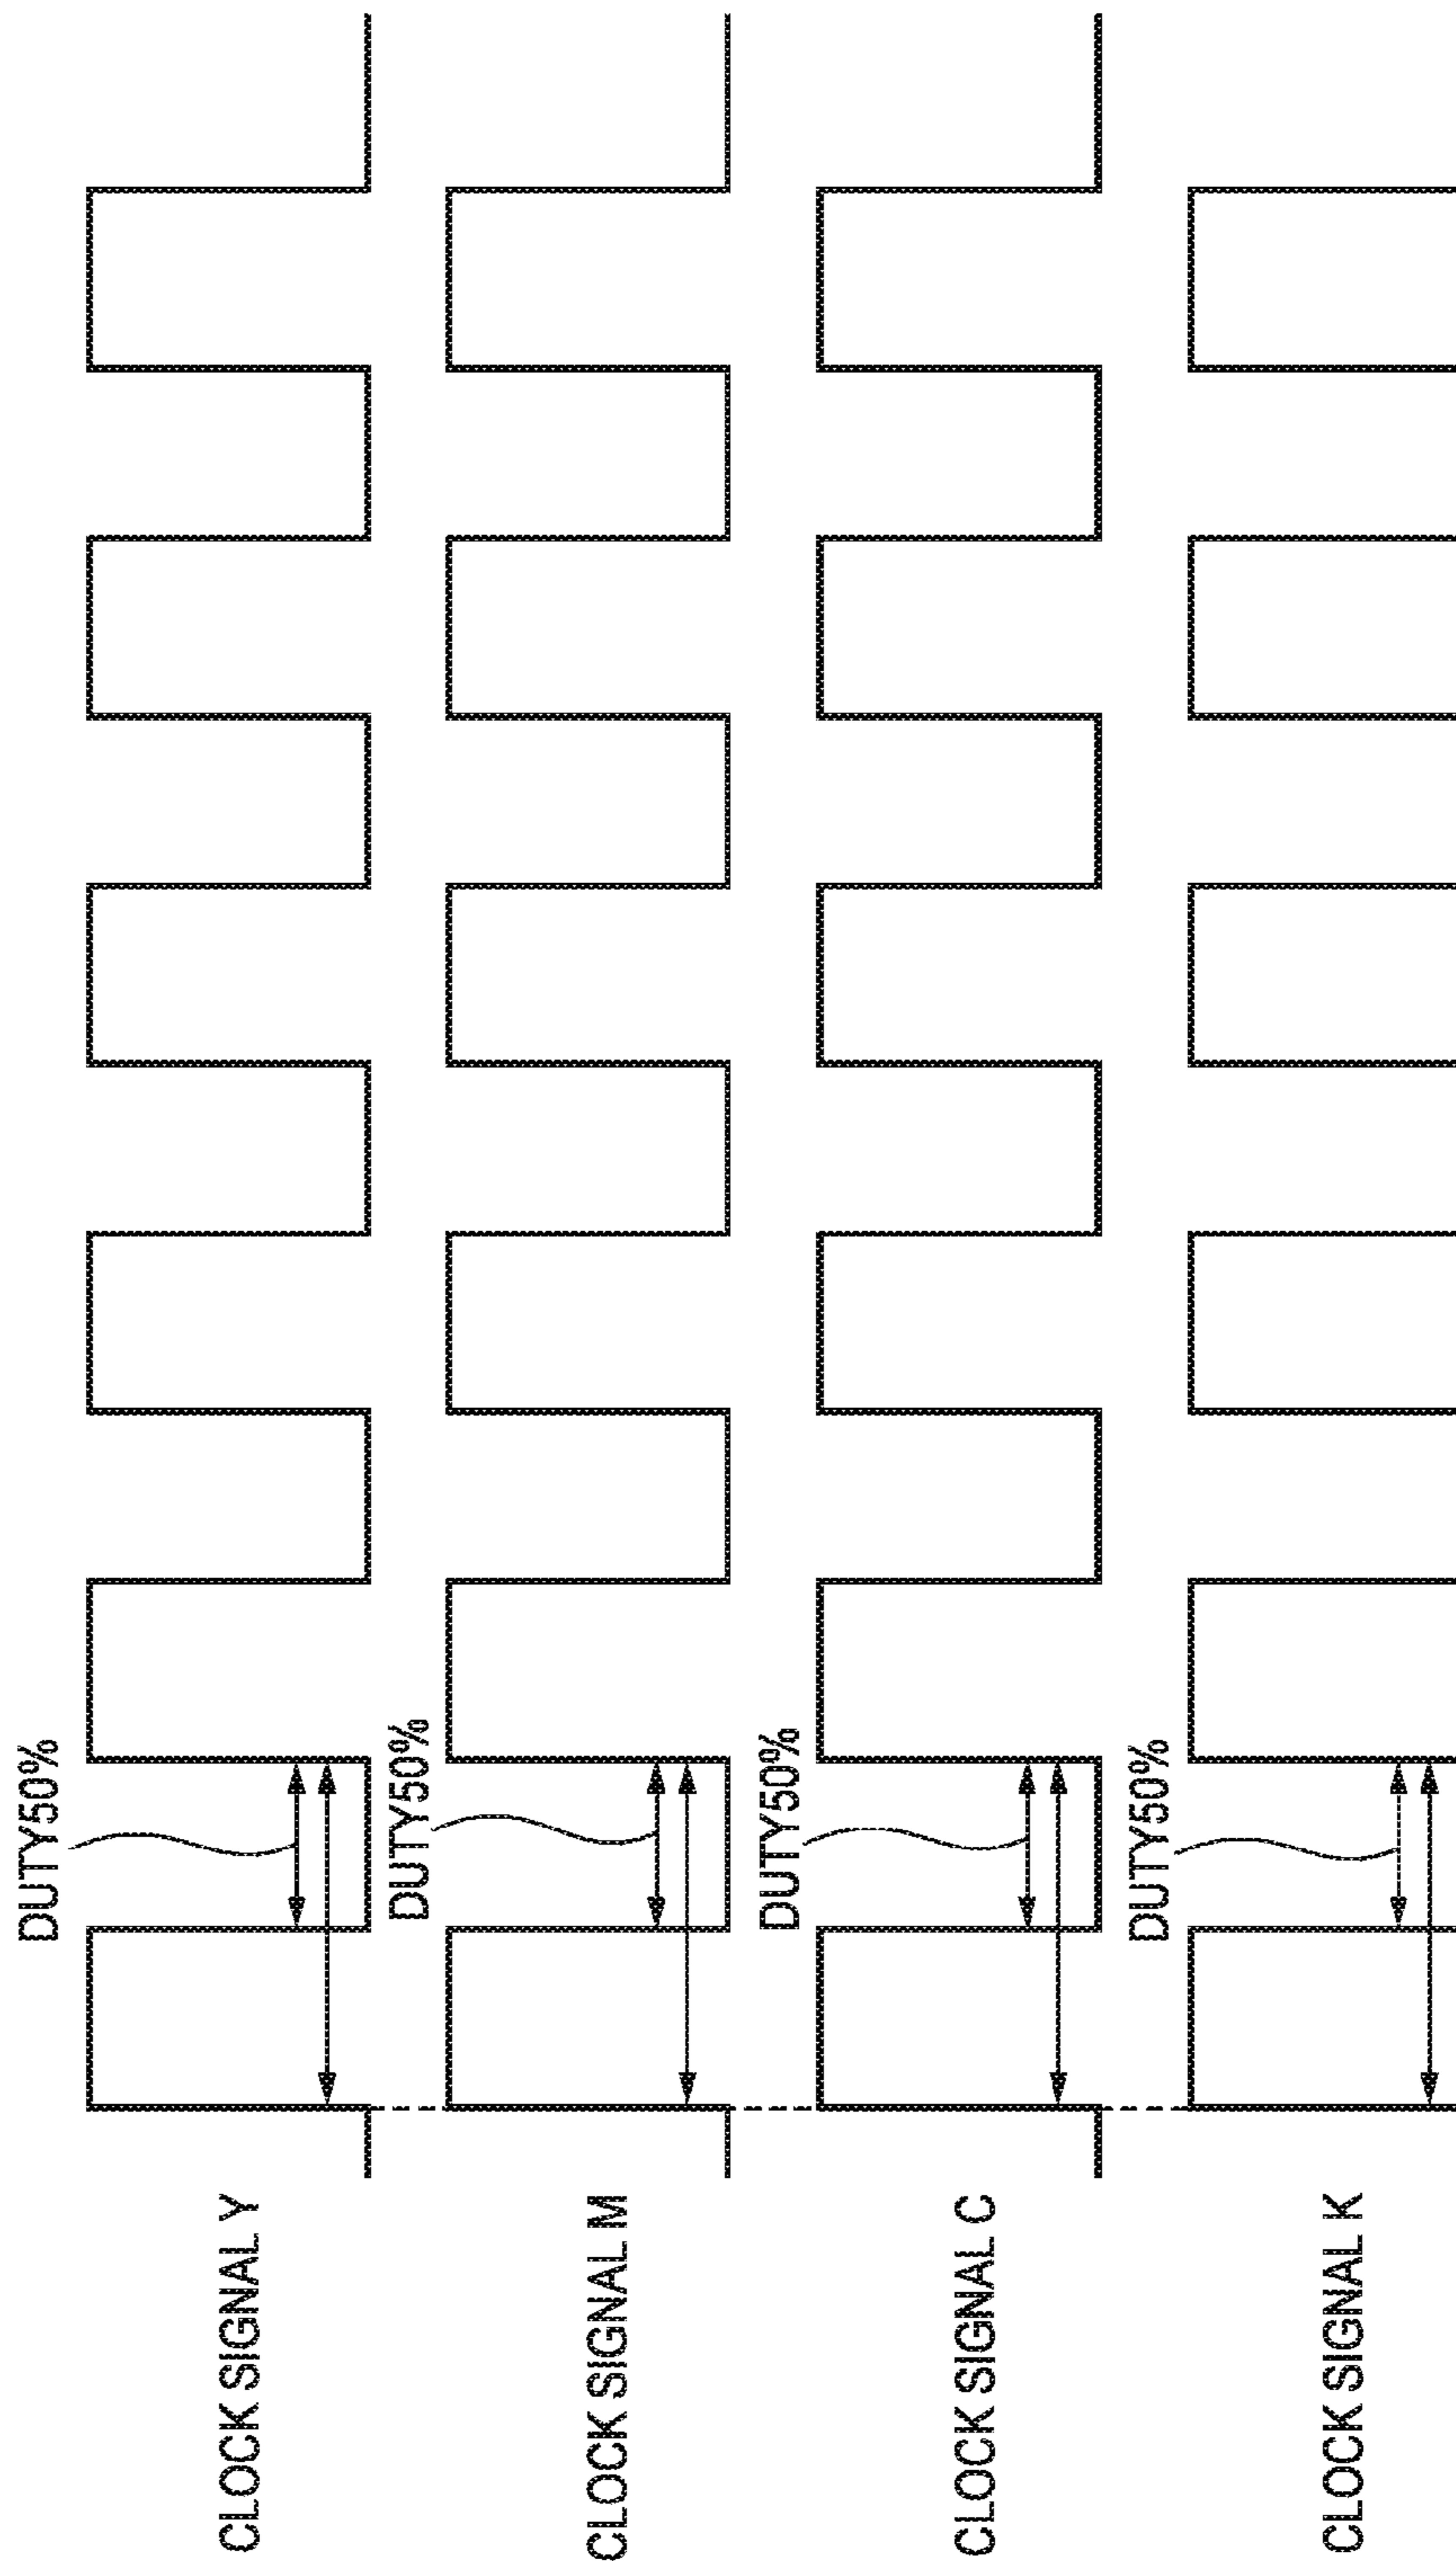 DUTY50%
CLOCK SIGNAL Y
DUTY50%
CLOCK SIGNAL M
DUTY50%
CLOCK SIGNAL C
DUTY50%
CLOCK SIGNAL K